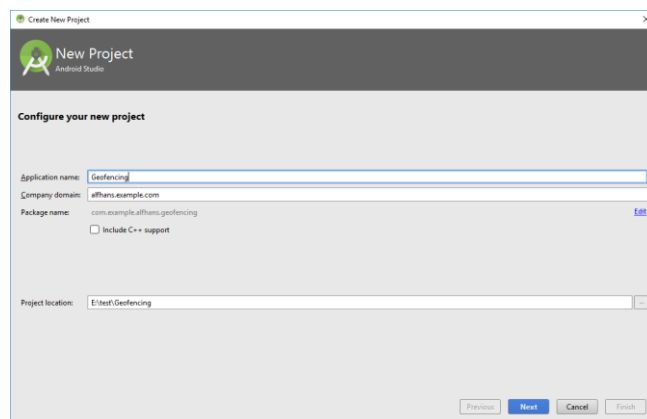 Create New Project
New Project
Android Studio
Configure your new project
Application name: Geofencing
Company domain: alfhans.example.com
Package name: com.example.alfhans.geofencing Edit
Include C++ support
Project location: E:\test\Geofencing ...
Previous Next Cancel Finish